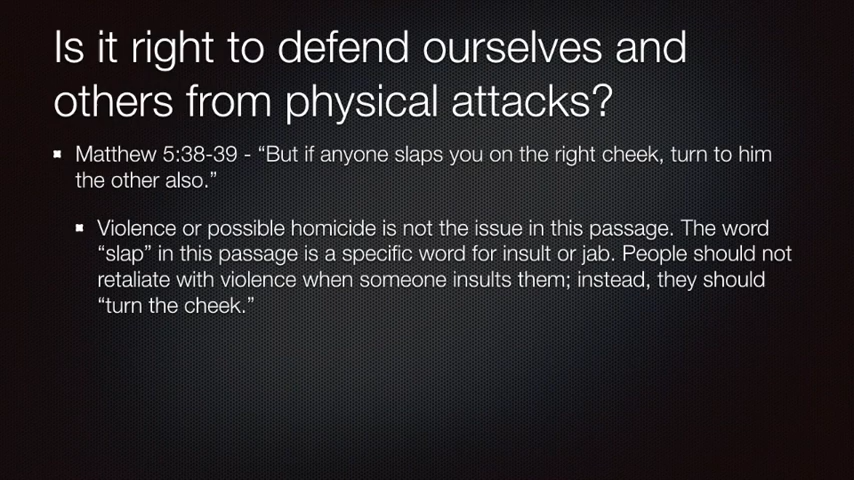 Is it right to defend ourselves and
others from physical attacks?
Matthew 5:38-39 - “But if anyone slaps you on the right cheek, turn to him
the other also.”
Violence or possible homicide is not the issue in this passage. The word
“slap” in this passage is a specific word for insult or jab. People should not
retaliate with violence when someone insults them; instead, they should
“turn the cheek.”